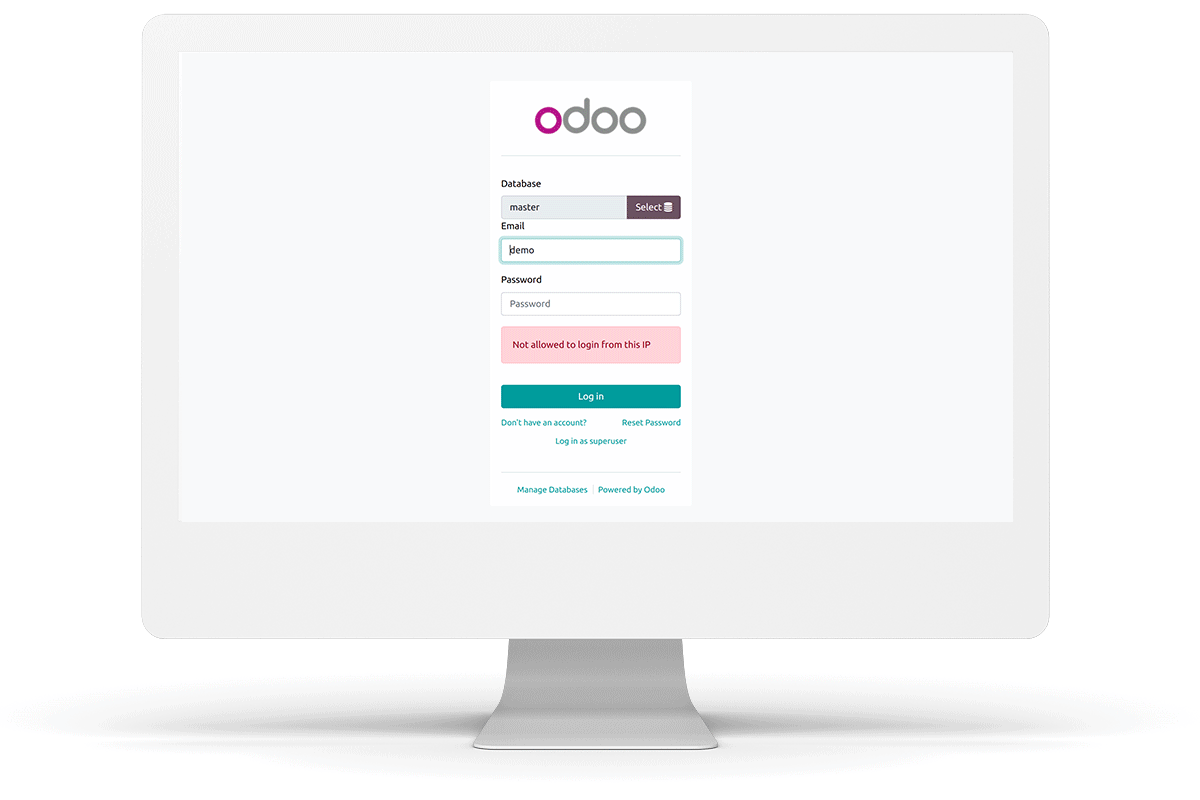 odoo
Database
master Select
Email
demo
Password
Password
Not allowed to login from this IP
Log in
Don't have an account? Reset Password
Log in as superuser
Manage Databases Powered by Odoo